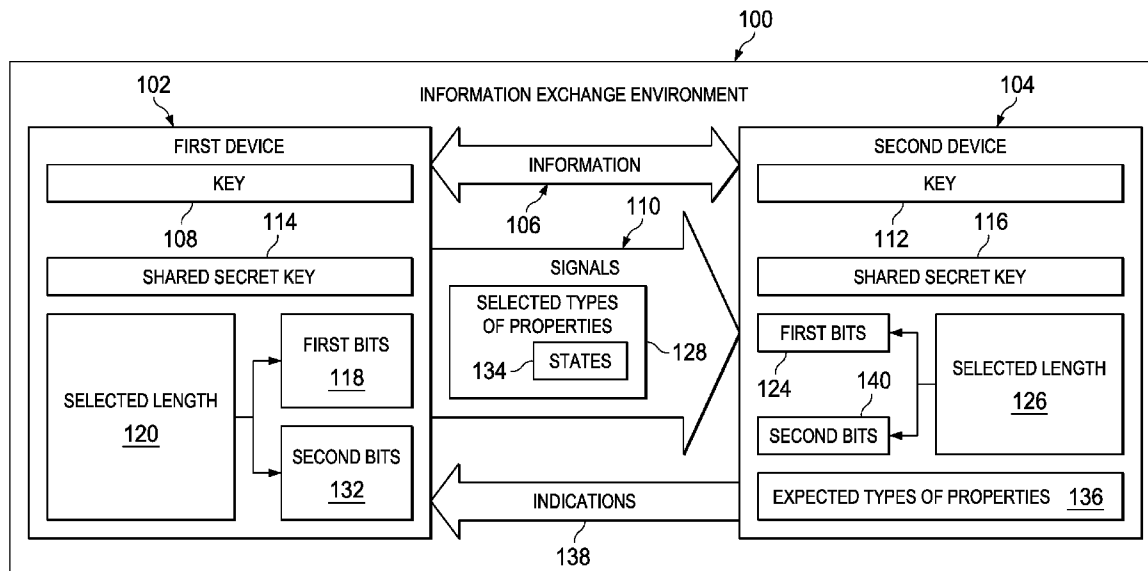 100
INFORMATION EXCHANGE ENVIRONMENT
102
FIRST DEVICE
KEY
108
114
SHARED SECRET KEY
SELECTED LENGTH
120
FIRST BITS
118
SECOND BITS
132
INFORMATION
106
110
SIGNALS
SELECTED TYPES
OF PROPERTIES
134
STATES
128
INDICATIONS
138
104
SECOND DEVICE
KEY
112
116
SHARED SECRET KEY
FIRST BITS
124
140
SECOND BITS
SELECTED LENGTH
126
EXPECTED TYPES OF PROPERTIES 136